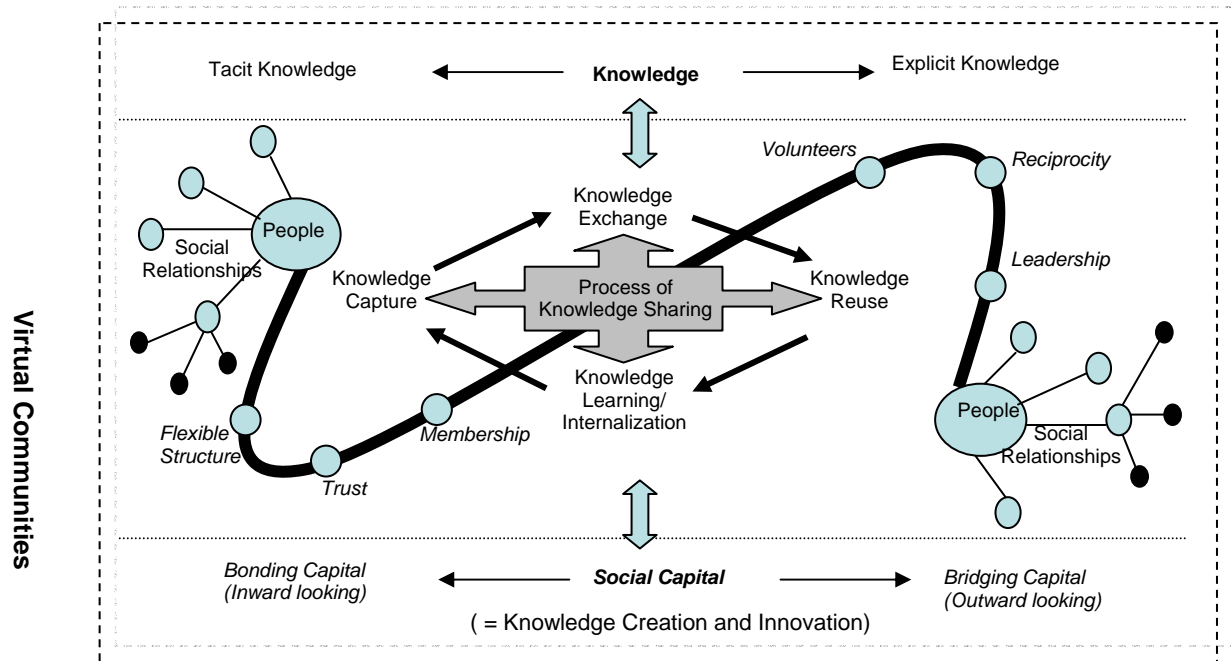 Virtual Communities
Tacit Knowledge
Knowledge
Explicit Knowledge
Volunteers
Reciprocity
Knowledge
Exchange
People
Social
Relationships
Knowledge
Capture
Process of
Knowledge Sharing
Knowledge
Reuse
Leadership
Knowledge
Learning/
Internalization
Flexible
Structure
Trust
Membership
People
Social
Relationships
Bonding Capital
(Inward looking)
Social Capital
Bridging Capital
(Outward looking)
( = Knowledge Creation and Innovation)